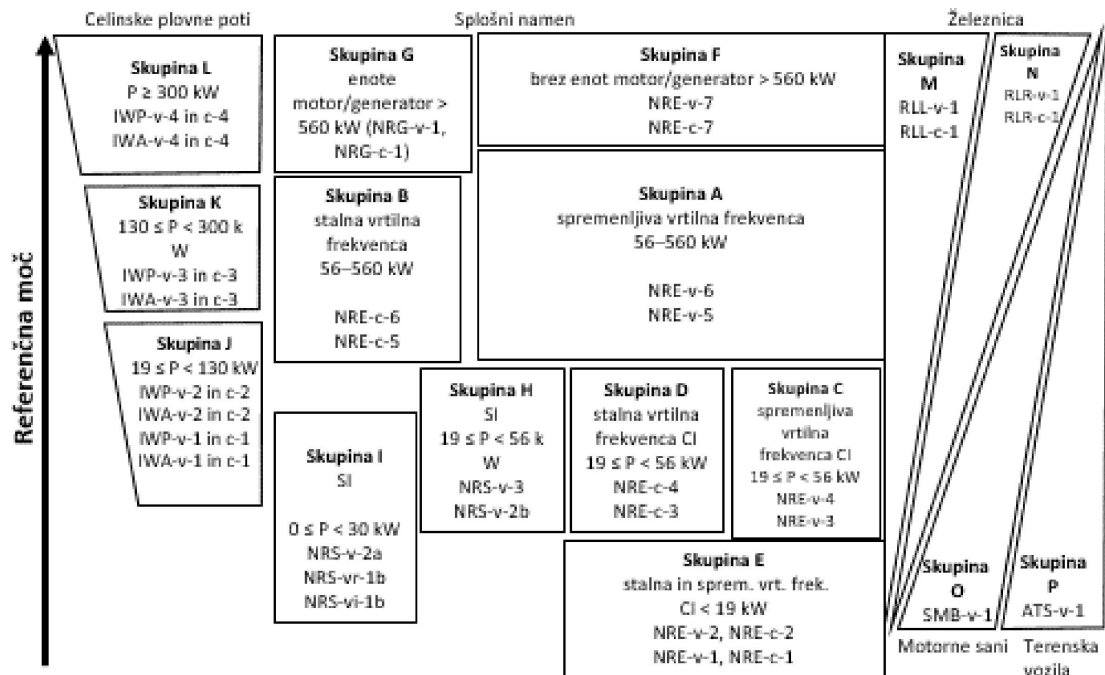 Celinske plovne poti
Splošni namen
Železnica
Referenčna moč
Skupina L
P ≥ 300 kW
IWP-v-4 in c-4
IWA-v-4 in c-4
Skupina K
130 ≤ P < 300 k
W
IWP-v-3 in c-3
IWA-v-3 in c-3
Skupina J
19 ≤ P < 130 kW
IWP-v-2 in c-2
IWA-v-2 in c-2
IWP-v-1 in c-1
IWA-v-1 in c-1
Skupina G
enote
motor/generator >
560 kW (NRG-v-1,
NRG-c-1)
Skupina F
brez enot motor/generator > 560 kW
NRE-v-7
NRE-c-7
Skupina B
stalna vrtilna
frekvenca
56–560 kW
NRE-c-6
NRE-c-5
Skupina A
spremenljiva vrtilna frekvenca
56–560 kW
NRE-v-6
NRE-v-5
Skupina I
SI
0 ≤ P < 30 kW
NRS-v-2a
NRS-vr-1b
NRS-vi-1b
Skupina H
SI
19 ≤ P < 56 k
W
NRS-v-3
NRS-v-2b
Skupina D
stalna vrtilna
frekvenca CI
19 ≤ P < 56 kW
NRE-c-4
NRE-c-3
Skupina C
spremenljiva
vrtilna
frekvenca CI
19 ≤ P < 56 kW
NRE-v-4
NRE-v-3
Skupina E
stalna in sprem. vrt. frek.
CI < 19 kW
NRE-v-2, NRE-c-2
NRE-v-1, NRE-c-1
Skupina
M
RLL-v-1
RLL-c-1
Skupina
N
RLR-v-1
RLR-c-1
Skupina
O
SMB-v-1
Skupina
P
ATS-v-1
Motorne sani
Terenska
vozila